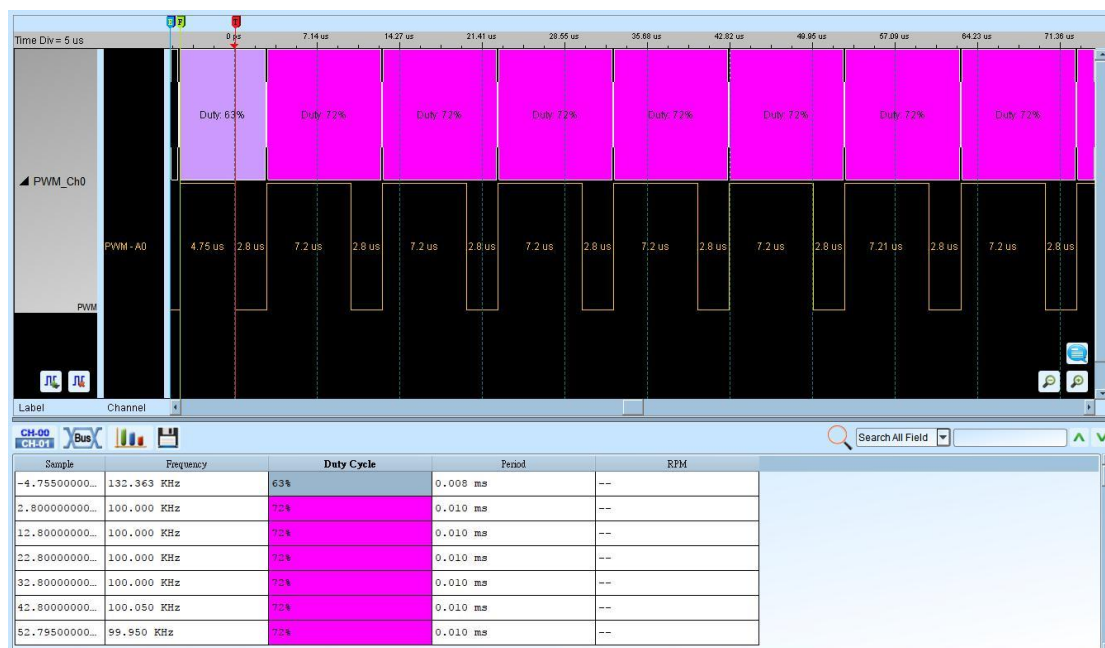 E F T
Time Div = 5 us 0 ps 7.14 us 14.27 us 21.41 us 28.55 us 35.68 us 42.82 us 49.95 us 57.09 us 64.23 us 71.36 us
Duty: 63% Duty: 72% Duty: 72% Duty: 72% Duty: 72% Duty: 72% Duty: 72% Duty: 72%
PWM_Ch0
PWM - A0 4.75 us 2.8 us 7.2 us 2.8 us 7.2 us 2.8 us 7.2 us 2.8 us 7.2 us 2.8 us 7.2 us 2.8 us 7.21 us 2.8 us 7.2 us 2.8 us
PWM
Label Channel
CH-00
CH-01 Bus Search All Field
Sample Frequency Duty Cycle Period RPM
-4.75500000... 132.363 KHz 63% 0.008 ms --
2.800000000... 100.000 KHz 72% 0.010 ms --
12.80000000... 100.000 KHz 72% 0.010 ms --
22.80000000... 100.000 KHz 72% 0.010 ms --
32.80000000... 100.000 KHz 72% 0.010 ms --
42.80000000... 100.050 KHz 72% 0.010 ms --
52.79500000... 99.950 KHz 72% 0.010 ms --